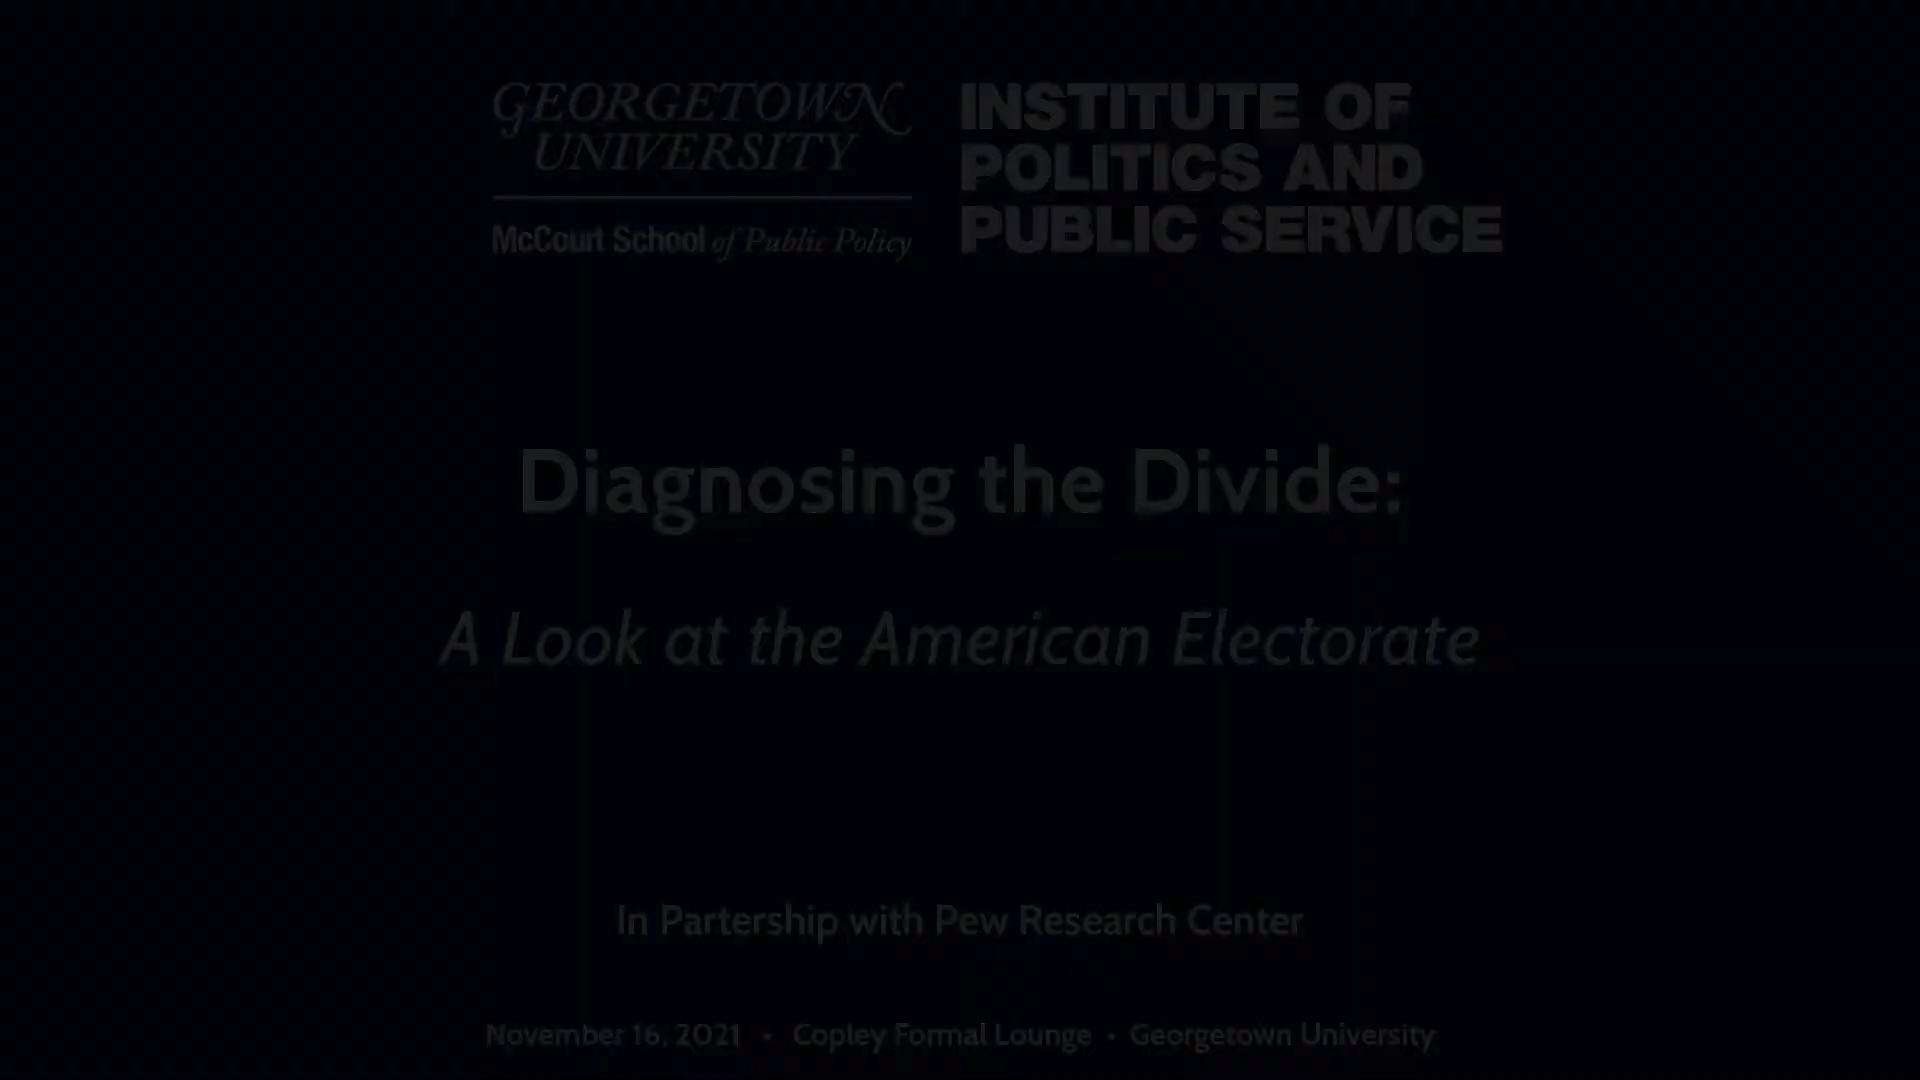 GEORGETOWN
UNIVERSITY
McCourt School of Public Policy
INSTITUTE OF
POLITICS AND
PUBLIC SERVICE
Diagnosing the Divide:
A Look at the American Electorate
In Partership with Pew Research Center
November 16, 2021 • Copley Formal Lounge • Georgetown University